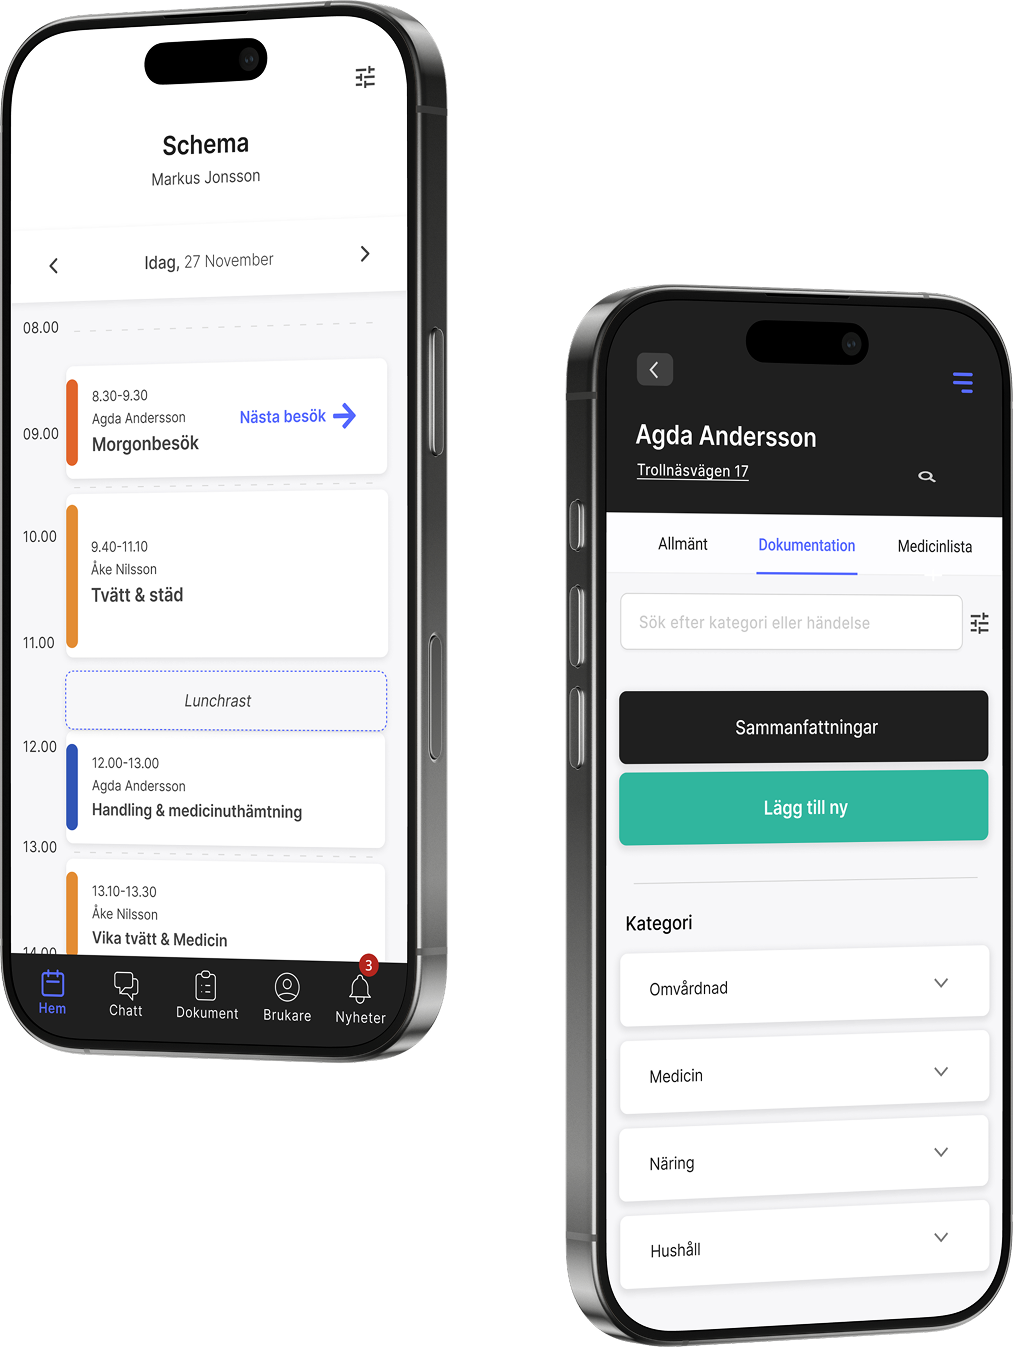 Schema
Markus Jonsson
Idag, 27 November
08.00
8.30-9.30
Agda Andersson
Nästa besök
09.00
Morgonbesök
10.00
9.40-11.10
Åke Nilsson
Tvätt & städ
11.00
Lunchrast
12.00
12.00-13.00
Agda Andersson
Handling & medicinuthämtning
13.00
13.10-13.30
Åke Nilsson
Vika tvätt & Medicin
14.00
3
Hem
Chatt
Dokument
Brukare
Nyheter
Agda Andersson
Trollnäsvägen 17
Allmänt
Dokumentation
Medicinlista
Sök efter kategori eller händelse
Sammanfattningar
Lägg till ny
Kategori
Omvårdnad
Medicin
Näring
Hushåll